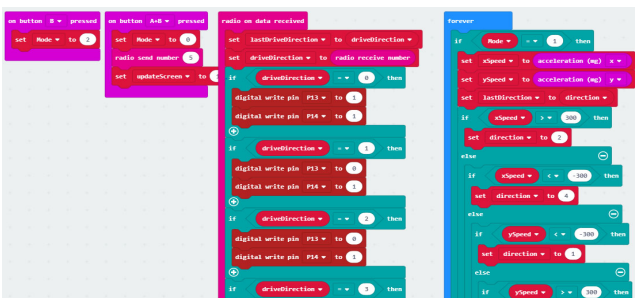 on button B pressed
set Mode to 2
on button A+B pressed
set Mode to 0
radio send number 5
set updateScreen to
radio on data received
set lastDriveDirection to driveDirection
set driveDirection to radio receive number
if driveDirection = 0 then
digital write pin P13 to 1
digital write pin P14 to 1
if driveDirection = 1 then
digital write pin P13 to 0
digital write pin P14 to 1
if driveDirection = 2 then
digital write pin P13 to 0
digital write pin P14 to 1
if driveDirection = 3 then
forever
if Mode = 1 then
set xSpeed to acceleration (mg) x
set ySpeed to acceleration (mg) y
set lastDirection to direction
if xSpeed > 300 then
set direction to 2
else
if xSpeed < -300 then
set direction to 4
else
if ySpeed < -300 then
set direction to 1
else
if ySpeed > 300 then